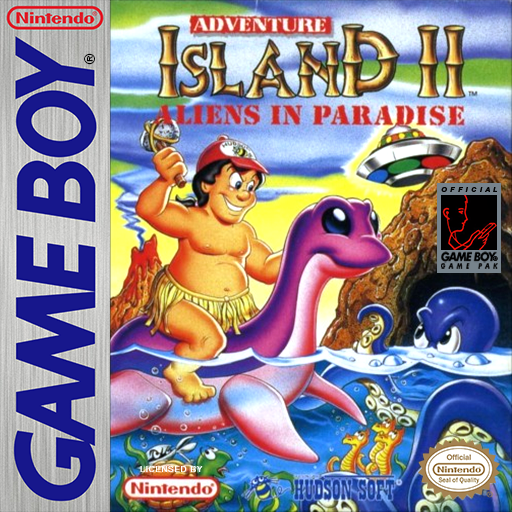 Nintendo®
GAME BOY®
ADVENTURE
ISLAND II™
ALIENS IN PARADISE
OFFICIAL
GAME BOY®
GAME PAK
LICENSED BY
Nintendo
HUDSON SOFT
Official
Nintendo
Seal of Quality